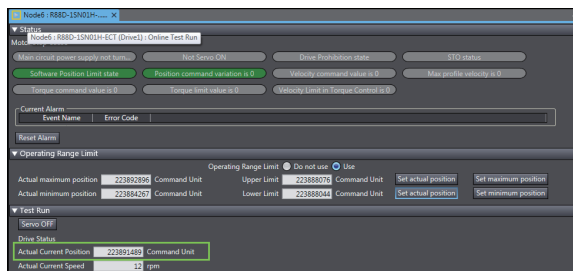 Node6 : R88D-1SN01H-.....
Status
Node6 : R88D-1SN01H-ECT (Drive1) : Online Test Run
Main circuit power supply not turn... Not Servo ON Drive Prohibition state STO status
Software Position Limit state Position command variation is 0 Velocity command value is 0 Max profile velocity is 0
Torque command value is 0 Torque limit value is 0 Velocity Limit in Torque Control is 0
Current Alarm
Event Name Error Code
Reset Alarm
Operating Range Limit
Operating Range Limit Do not use Use
Actual maximum position 223892896 Command Unit Upper Limit 223888076 Command Unit Set actual position Set maximum position
Actual minimum position 223884267 Command Unit Lower Limit 223888044 Command Unit Set actual position Set minimum position
Test Run
Servo OFF
Drive Status
Actual Current Position 223891489 Command Unit
Actual Current Speed 12 rpm